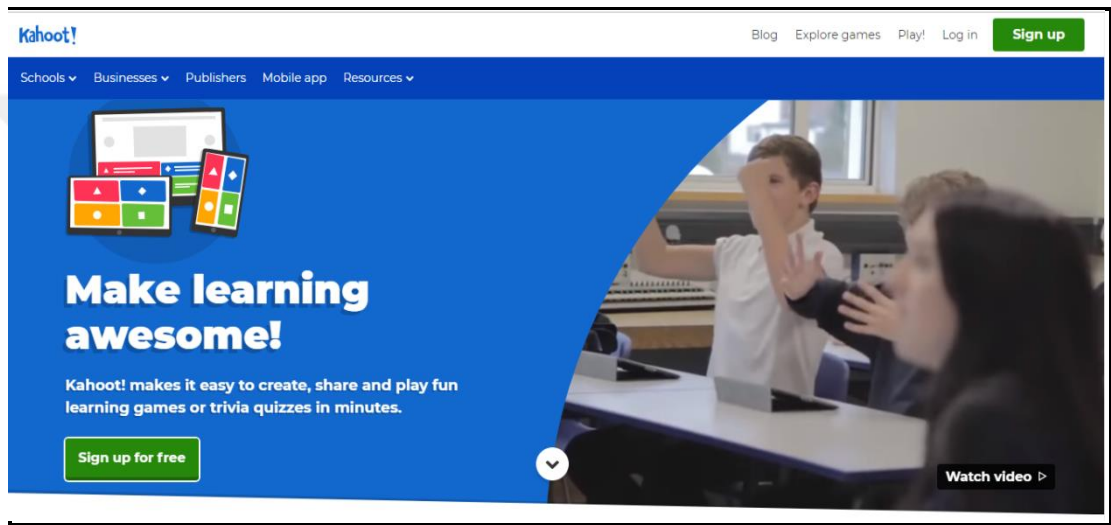 Kahoot!
Blog Explore games Play! Log in Sign up
Schools Businesses Publishers Mobile app Resources
Make learning
awesome!
Kahoot! makes it easy to create, share and play fun
learning games or trivia quizzes in minutes.
Sign up for free
Watch video